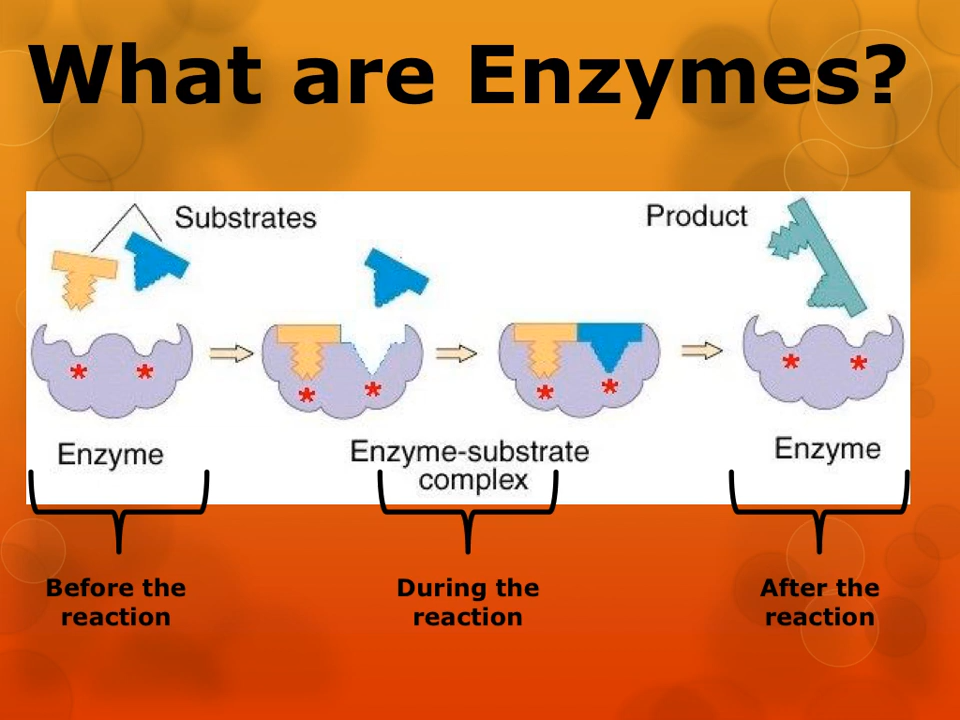 What are Enzymes?
Substrates
Product
Enzyme
Enzyme-substrate
complex
Enzyme
Before the
reaction
During the
reaction
After the
reaction